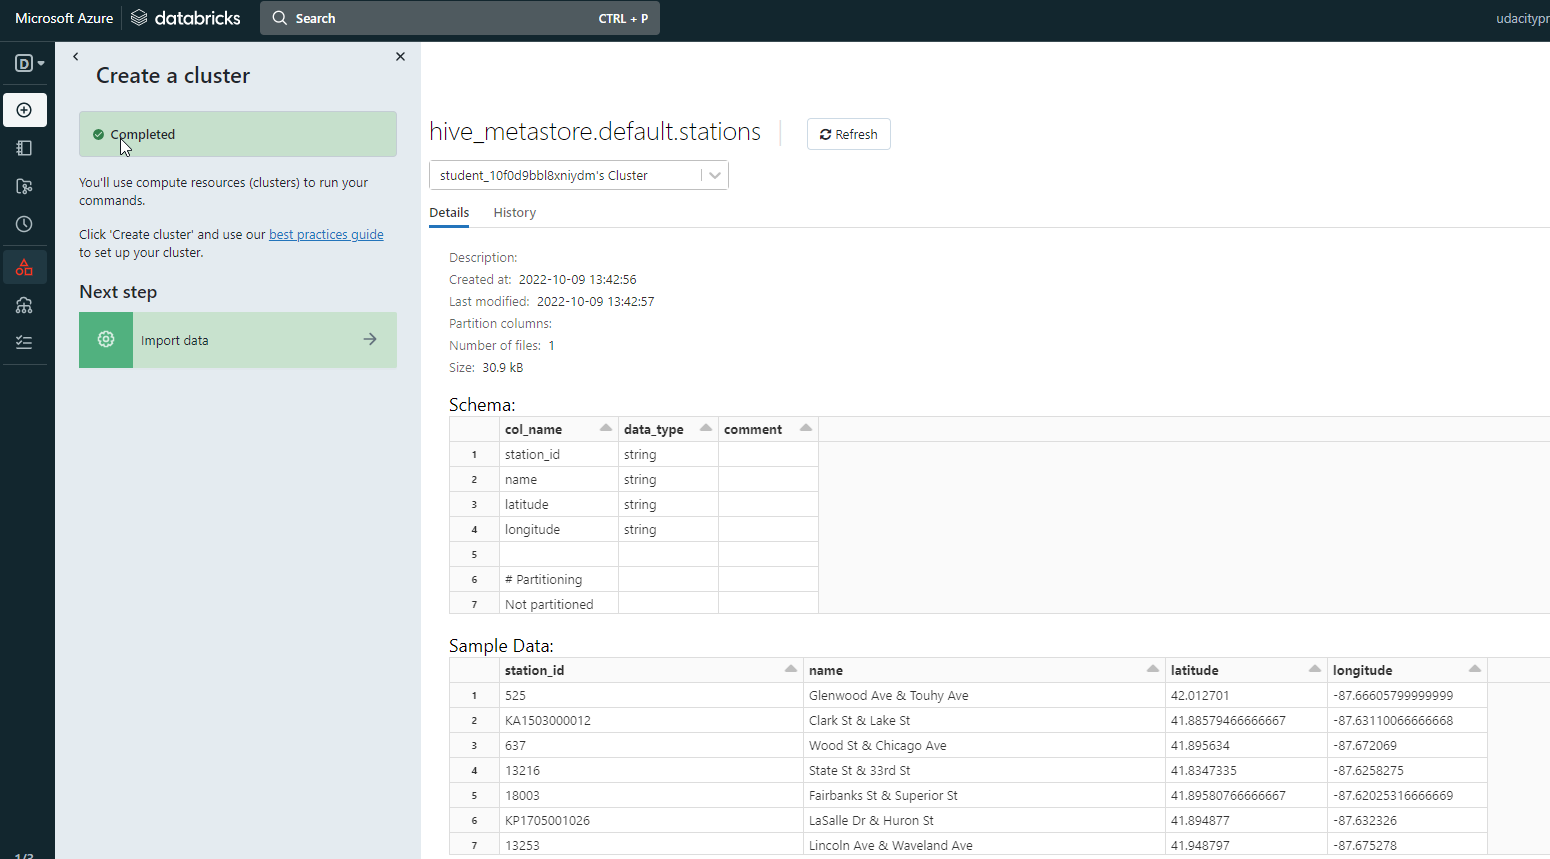 Microsoft Azure databricks Search CTRL + P udacitypr
Create a cluster
Completed
You'll use compute resources (clusters) to run your
commands.
Click 'Create cluster' and use our best practices guide
to set up your cluster.
Next step
Import data
hive_metastore.default.stations Refresh
student_10f0d9bbl8xniydm's Cluster
Details History
Description:
Created at: 2022-10-09 13:42:56
Last modified: 2022-10-09 13:42:57
Partition columns:
Number of files: 1
Size: 30.9 kB
Schema:
col_name data_type comment
1 station_id string
2 name string
3 latitude string
4 longitude string
5
6 # Partitioning
7 Not partitioned
Sample Data:
station_id name latitude longitude
1 525 Glenwood Ave & Touhy Ave 42.012701 -87.66605799999999
2 KA1503000012 Clark St & Lake St 41.88579466666667 -87.63110066666668
3 637 Wood St & Chicago Ave 41.895634 -87.672069
4 13216 State St & 33rd St 41.8347335 -87.6258275
5 18003 Fairbanks St & Superior St 41.89580766666667 -87.62025316666669
6 KP1705001026 LaSalle Dr & Huron St 41.894877 -87.632326
7 13253 Lincoln Ave & Waveland Ave 41.948797 -87.675278